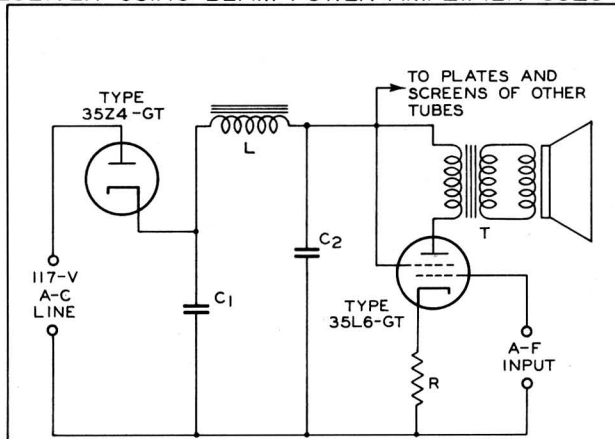 TO PLATES AND
SCREENS OF OTHER
TUBES
TYPE
35Z4-GT
L
C2
T
117-V
A-C
LINE
C1
TYPE
35L6-GT
R
A-F
INPUT